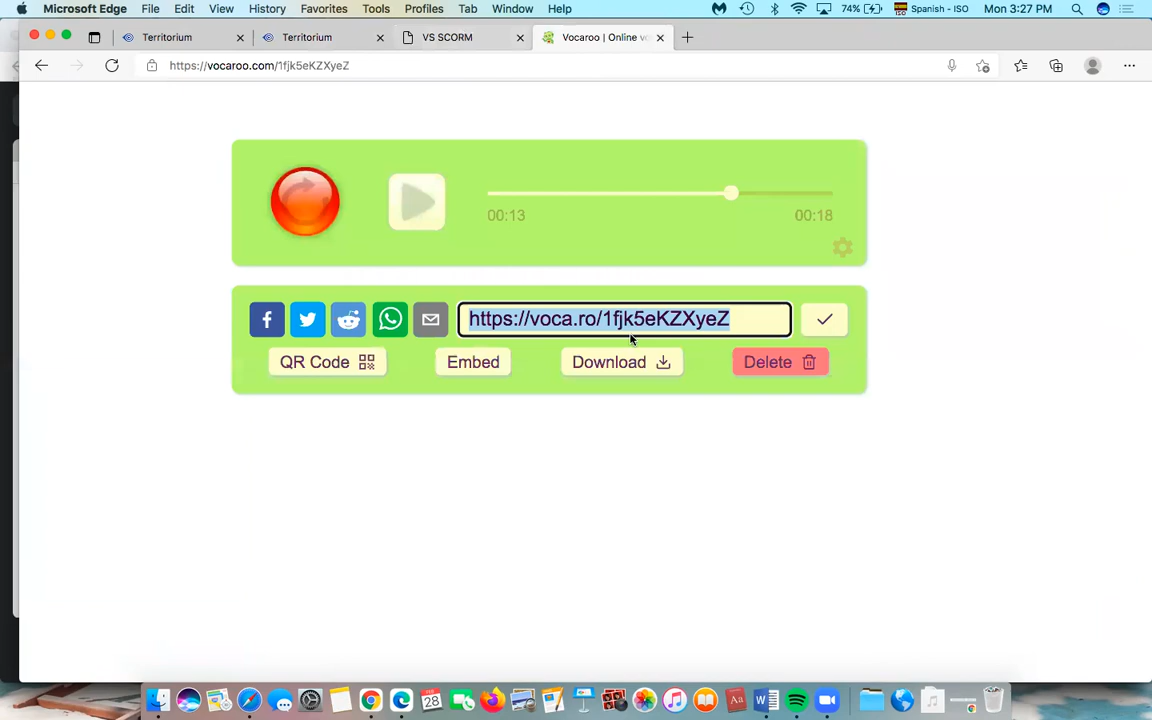 Microsoft Edge File Edit View History Favorites Tools Profiles Tab Window Help 74% Spanish - ISO Mon 3:27 PM
Territorium Territorium VS SCORM Vocaroo | Online vo
https://vocaroo.com/1fjk5eKZXyeZ
00:13 00:18
https://voca.ro/1fjk5eKZXyeZ
QR Code Embed Download Delete
28